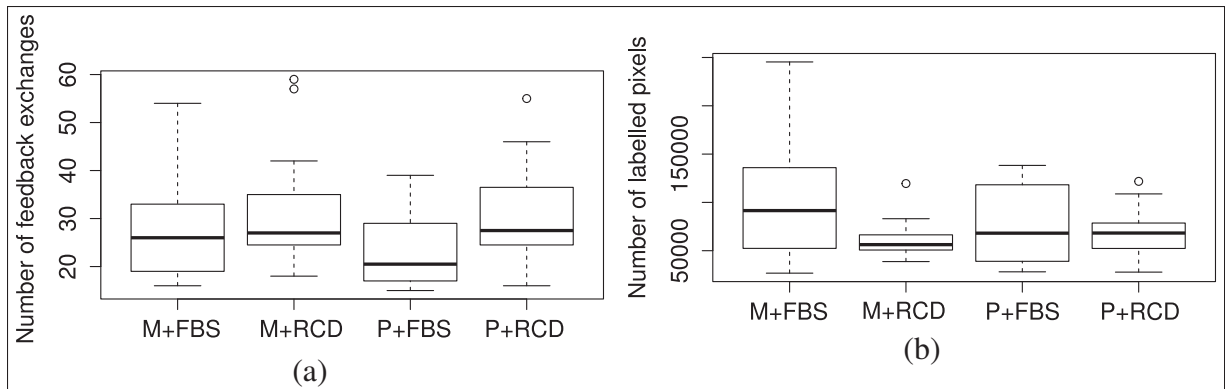 Number of feedback exchanges
60
50
40
30
20
M+FBS M+RCD P+FBS P+RCD
(a)
Number of labelled pixels
150000
50000
M+FBS M+RCD P+FBS P+RCD
(b)